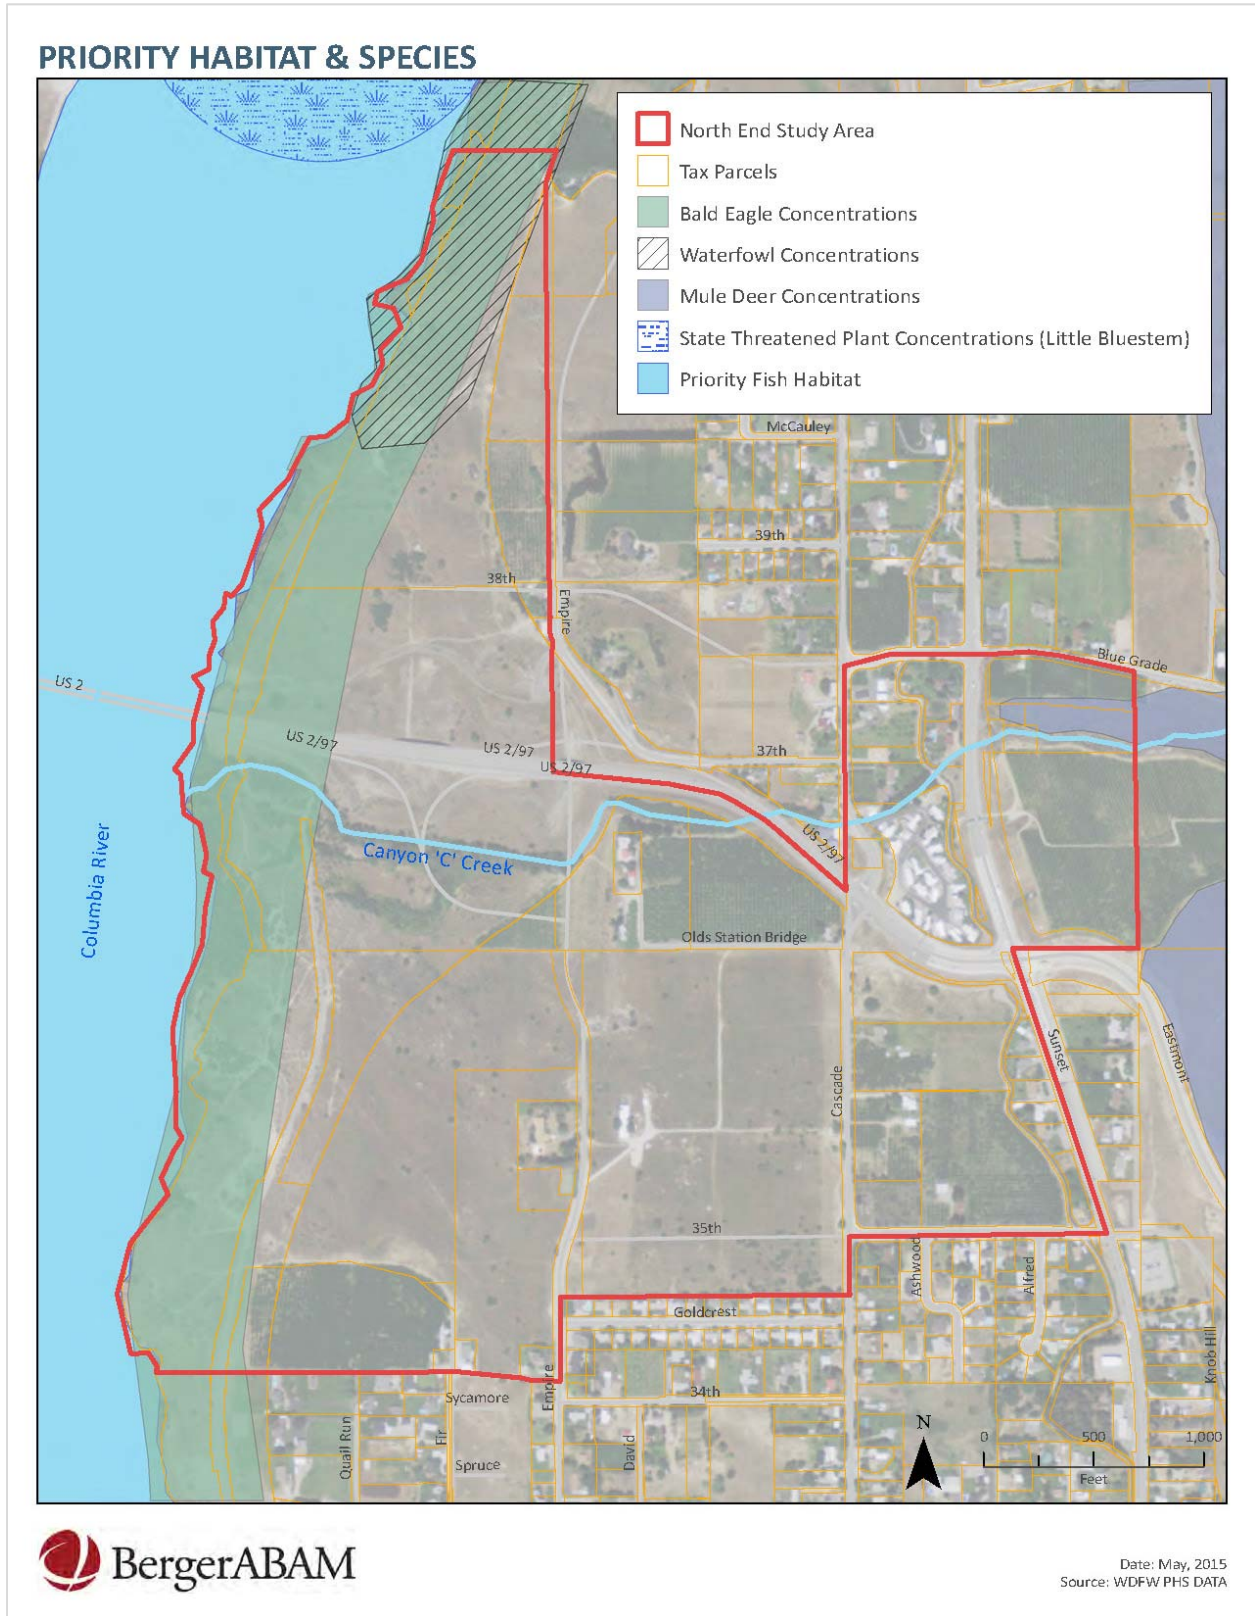 PRIORITY HABITAT & SPECIES
North End Study Area
Tax Parcels
Bald Eagle Concentrations
Waterfowl Concentrations
Mule Deer Concentrations
State Threatened Plant Concentrations (Little Bluestem)
Priority Fish Habitat
McCauley
39th
38th
Empire
Blue Grade
US 2
US 2/97
US 2/97
US 2/97
37th
US 2/97
Canyon 'C' Creek
Columbia River
Olds Station Bridge
Sunset
Eastmont
Cascade
35th
Ashwood
Alfred
Goldcrest
Knob Hill
Empire
34th
Sycamore
Quail Run
Fir
David
Spruce
N
0 500 1,000
Feet
BergerABAM
Date: May, 2015
Source: WDFW PHS DATA